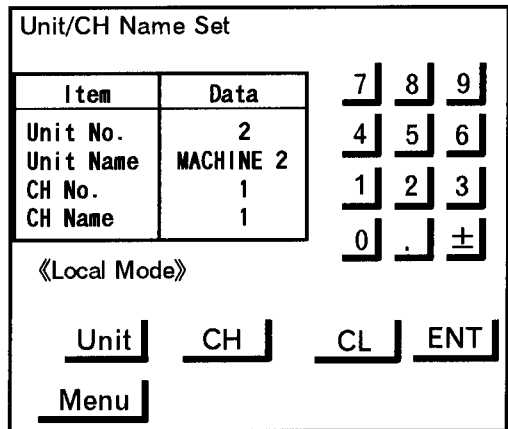 Unit/CH Name Set
Item Data
Unit No. 2
Unit Name MACHINE 2
CH No. 1
CH Name 1
《Local Mode》
7 8 9
4 5 6
1 2 3
0 . ±
Unit CH CL ENT
Menu